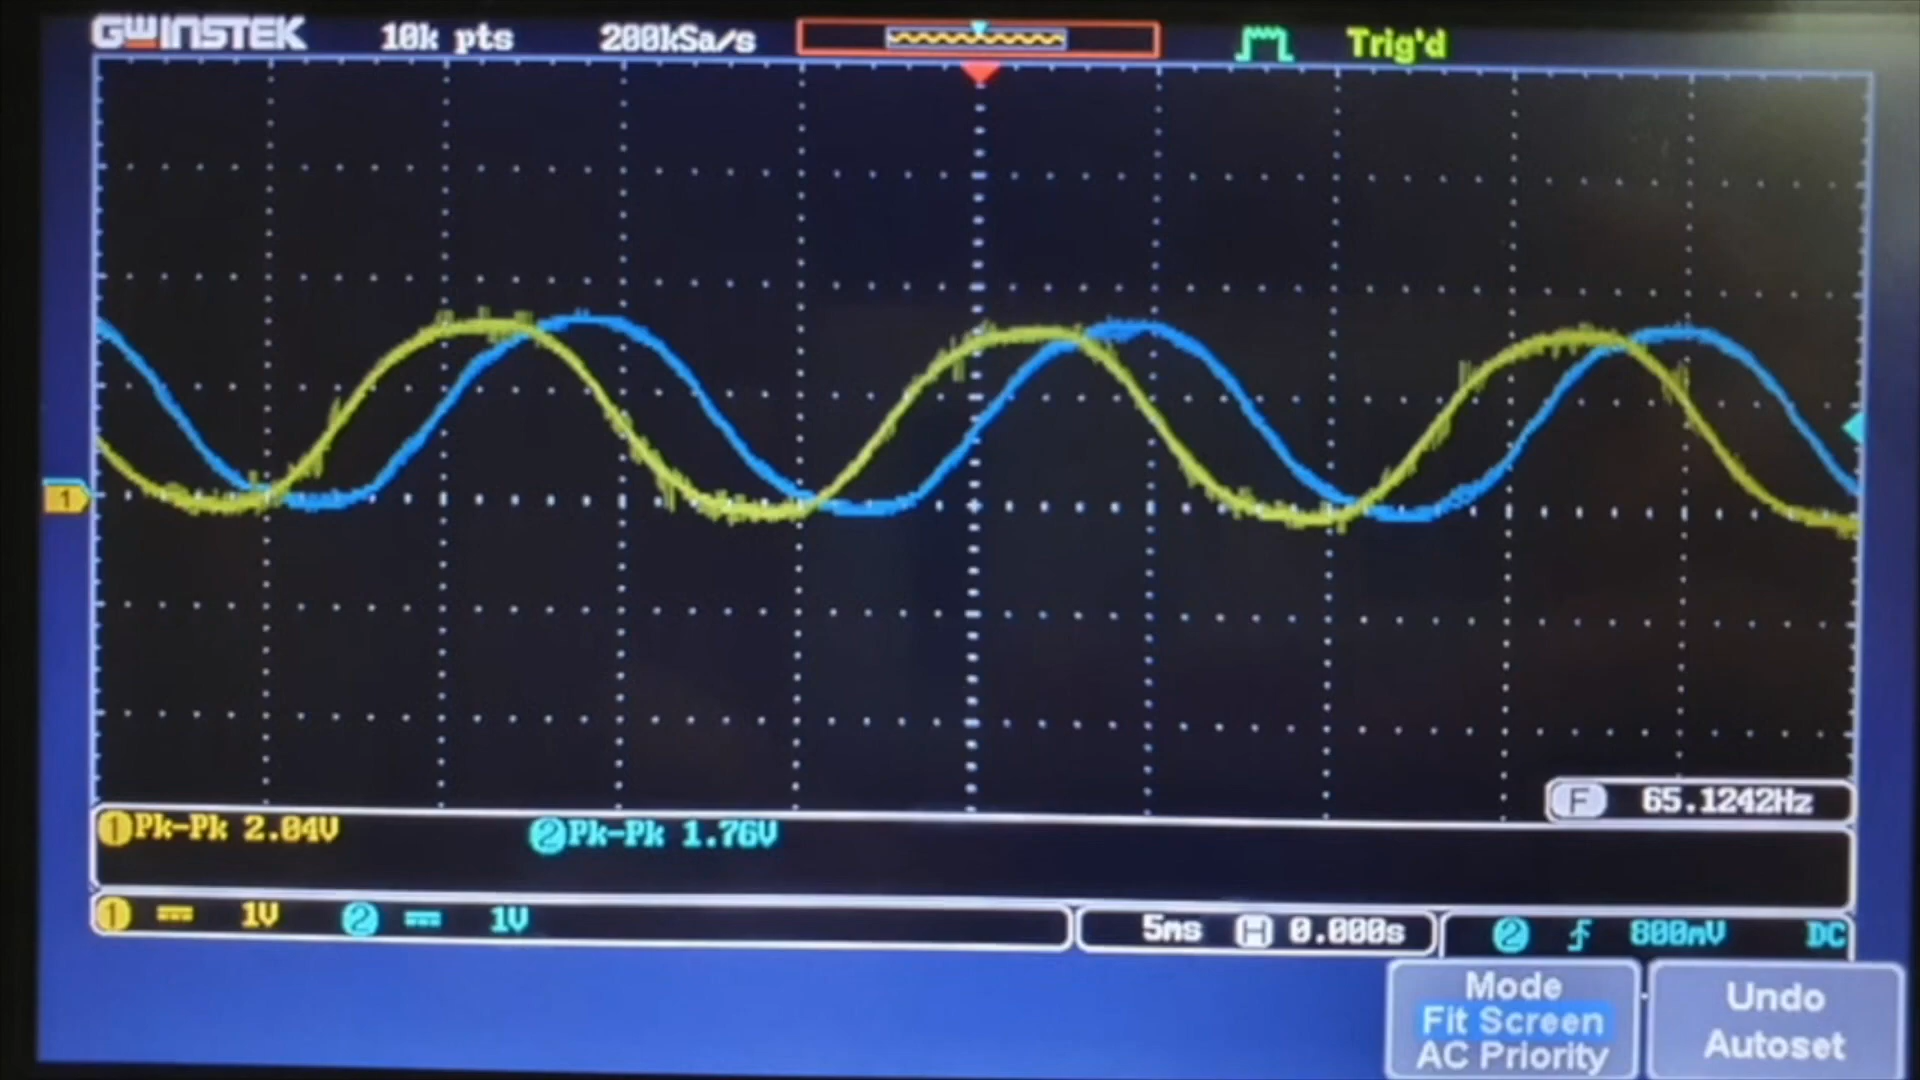 GWINSTEK 10k pts 200kSa/s Trig'd
1
F 65.1242Hz
1 Pk-Pk 2.04V 2 Pk-Pk 1.76V
1 1V 2 1V 5ms H 0.000s 2 800mV DC
Mode
Fit Screen
AC Priority
Undo
Autoset